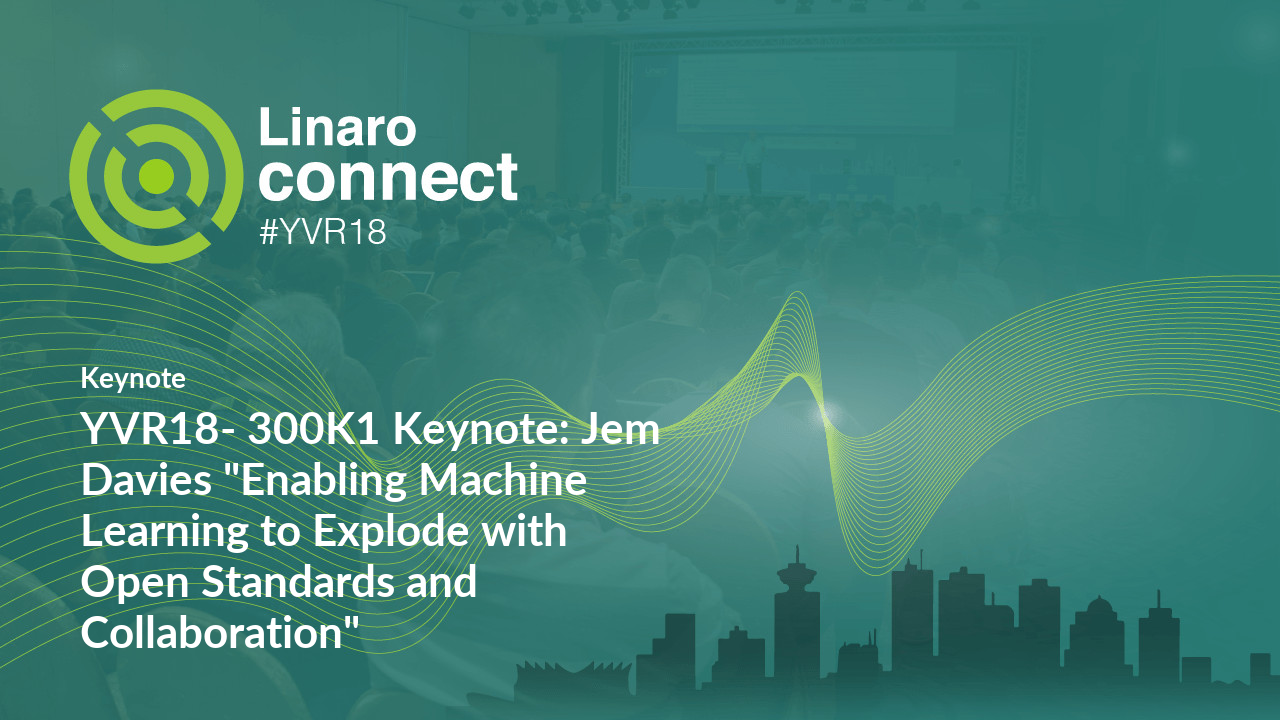 Linaro
connect
#YVR18
Keynote
YVR18- 300K1 Keynote: Jem
Davies "Enabling Machine
Learning to Explode with
Open Standards and
Collaboration"